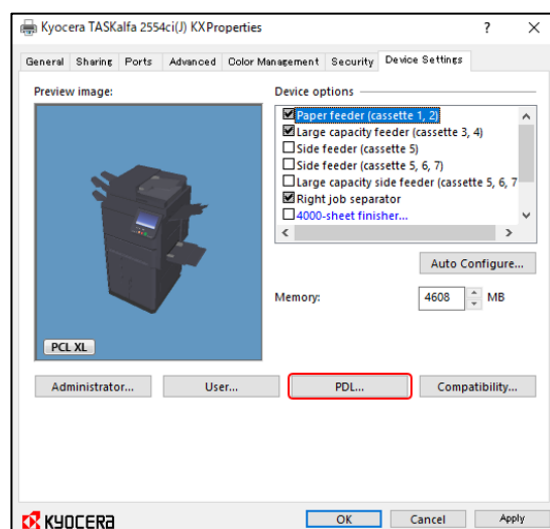 Kyocera TASKalfa 2554ci(J) KXProperties
? ×
General Sharing Ports Advanced Color Management Security Device Settings
Preview image:
Device options
Paper feeder (cassette 1, 2)
Large capacity feeder (cassette 3, 4)
Side feeder (cassette 5)
Side feeder (cassette 5, 6, 7)
Large capacity side feeder (cassette 5, 6, 7
Right job separator
4000-sheet finisher...
Auto Configure...
Memory: 4608 MB
PCL XL
Administrator... User... PDL... Compatibility...
KYOCERA
OK Cancel Apply